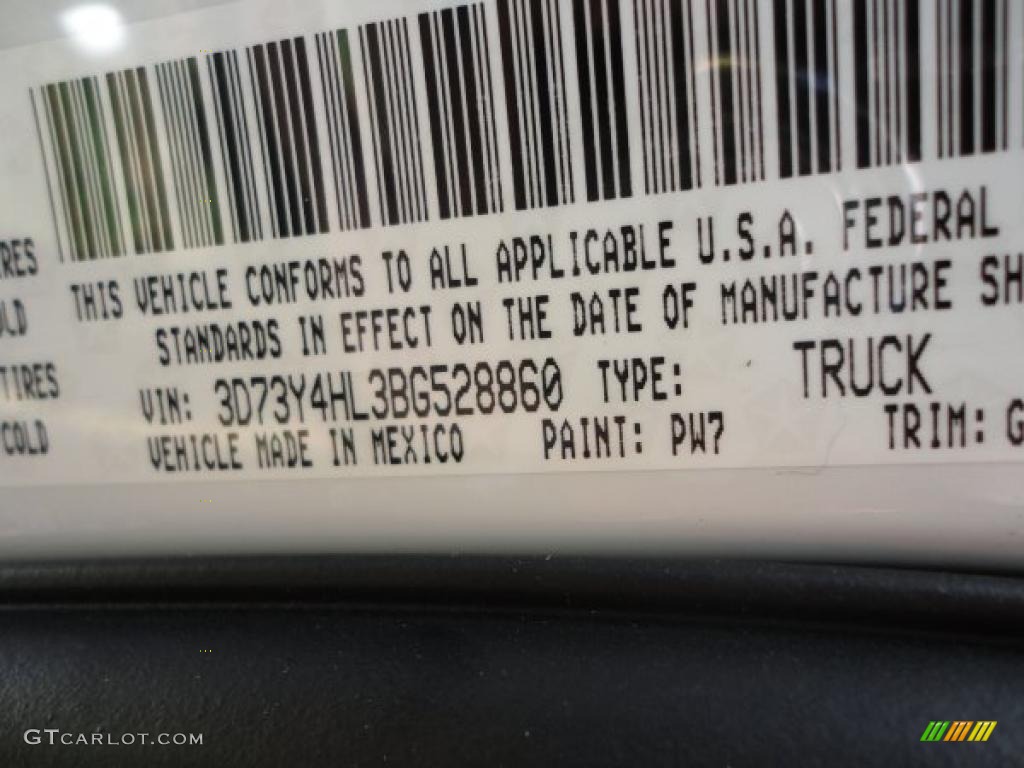 THIS VEHICLE CONFORMS TO ALL APPLICABLE U.S.A. FEDERAL
STANDARDS IN EFFECT ON THE DATE OF MANUFACTURE SH
VIN: 3D73Y4HL3BG528860 TYPE: TRUCK
VEHICLE MADE IN MEXICO PAINT: PW7 TRIM: G
RES
OLD
TIRES
COLD
GTCARLOT.COM